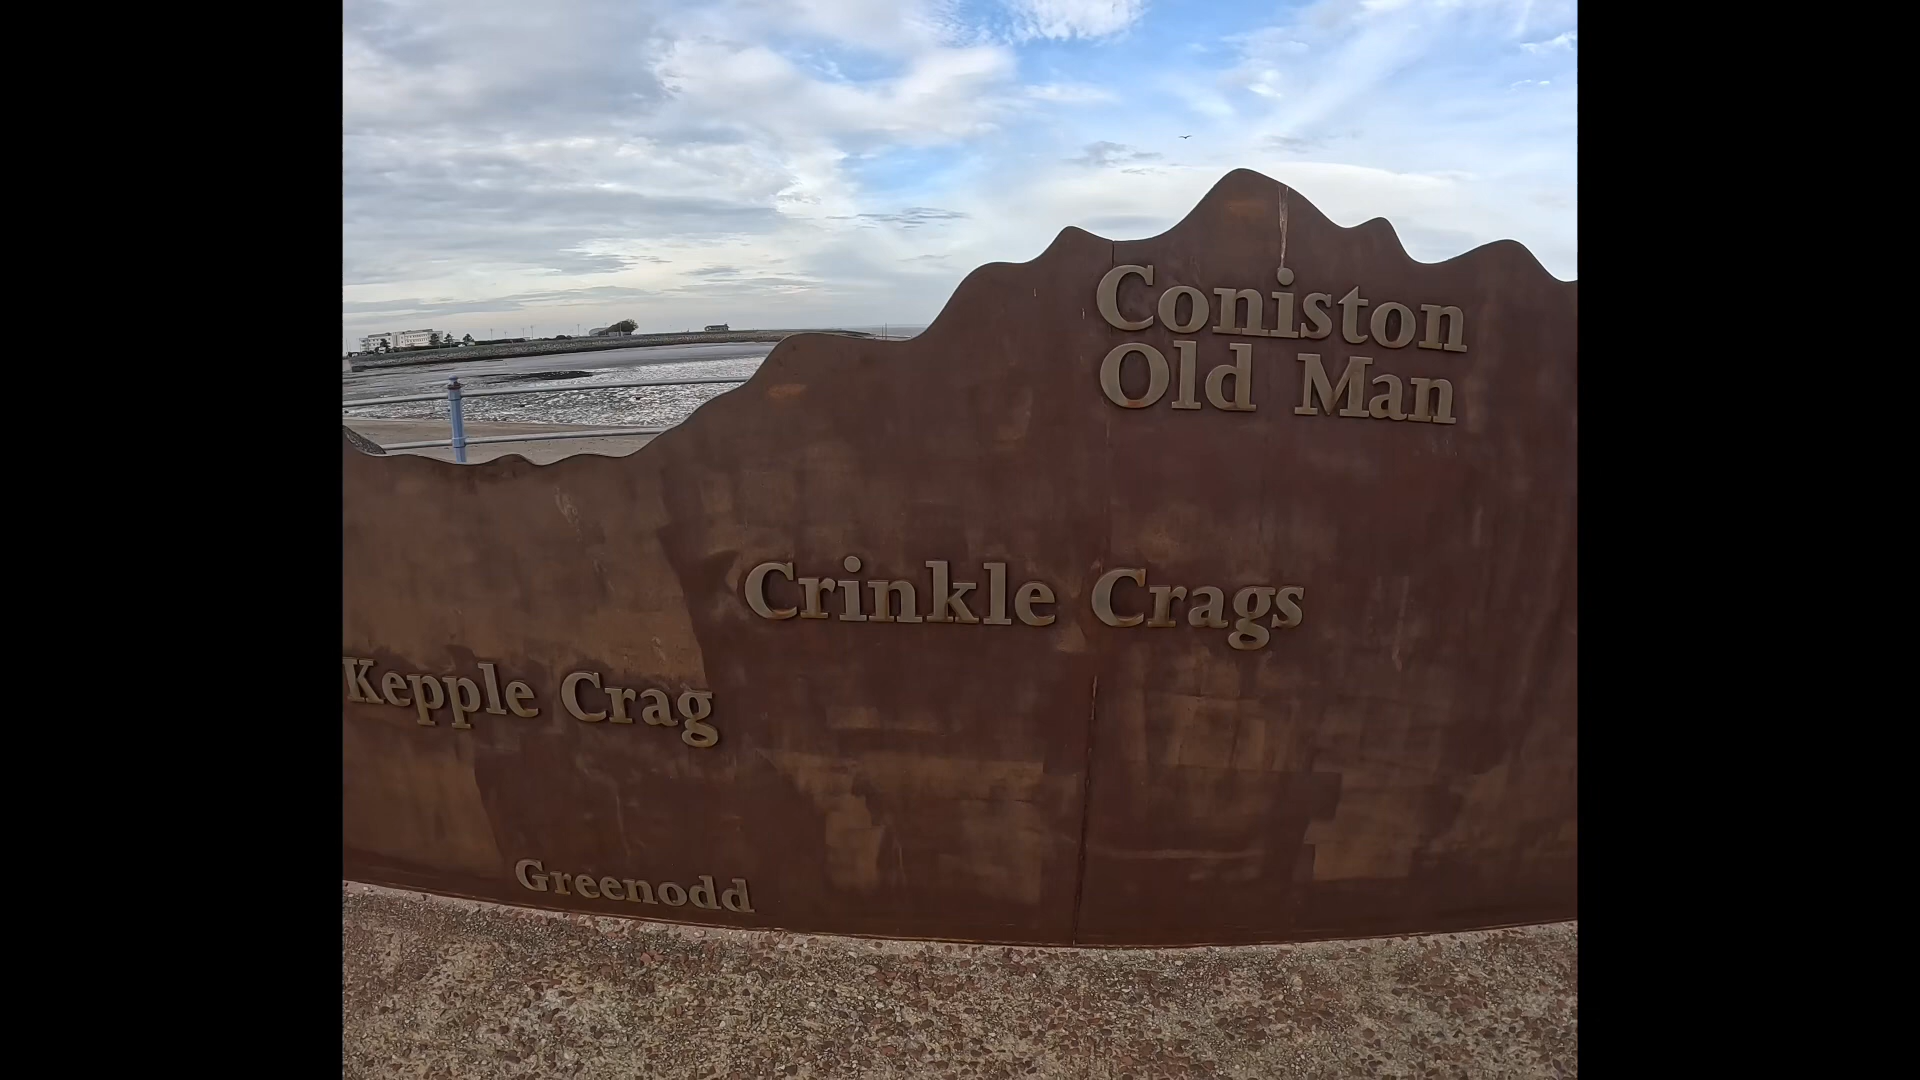 Coniston
Old Man
Crinkle Crags
Kepple Crag
Greenodd